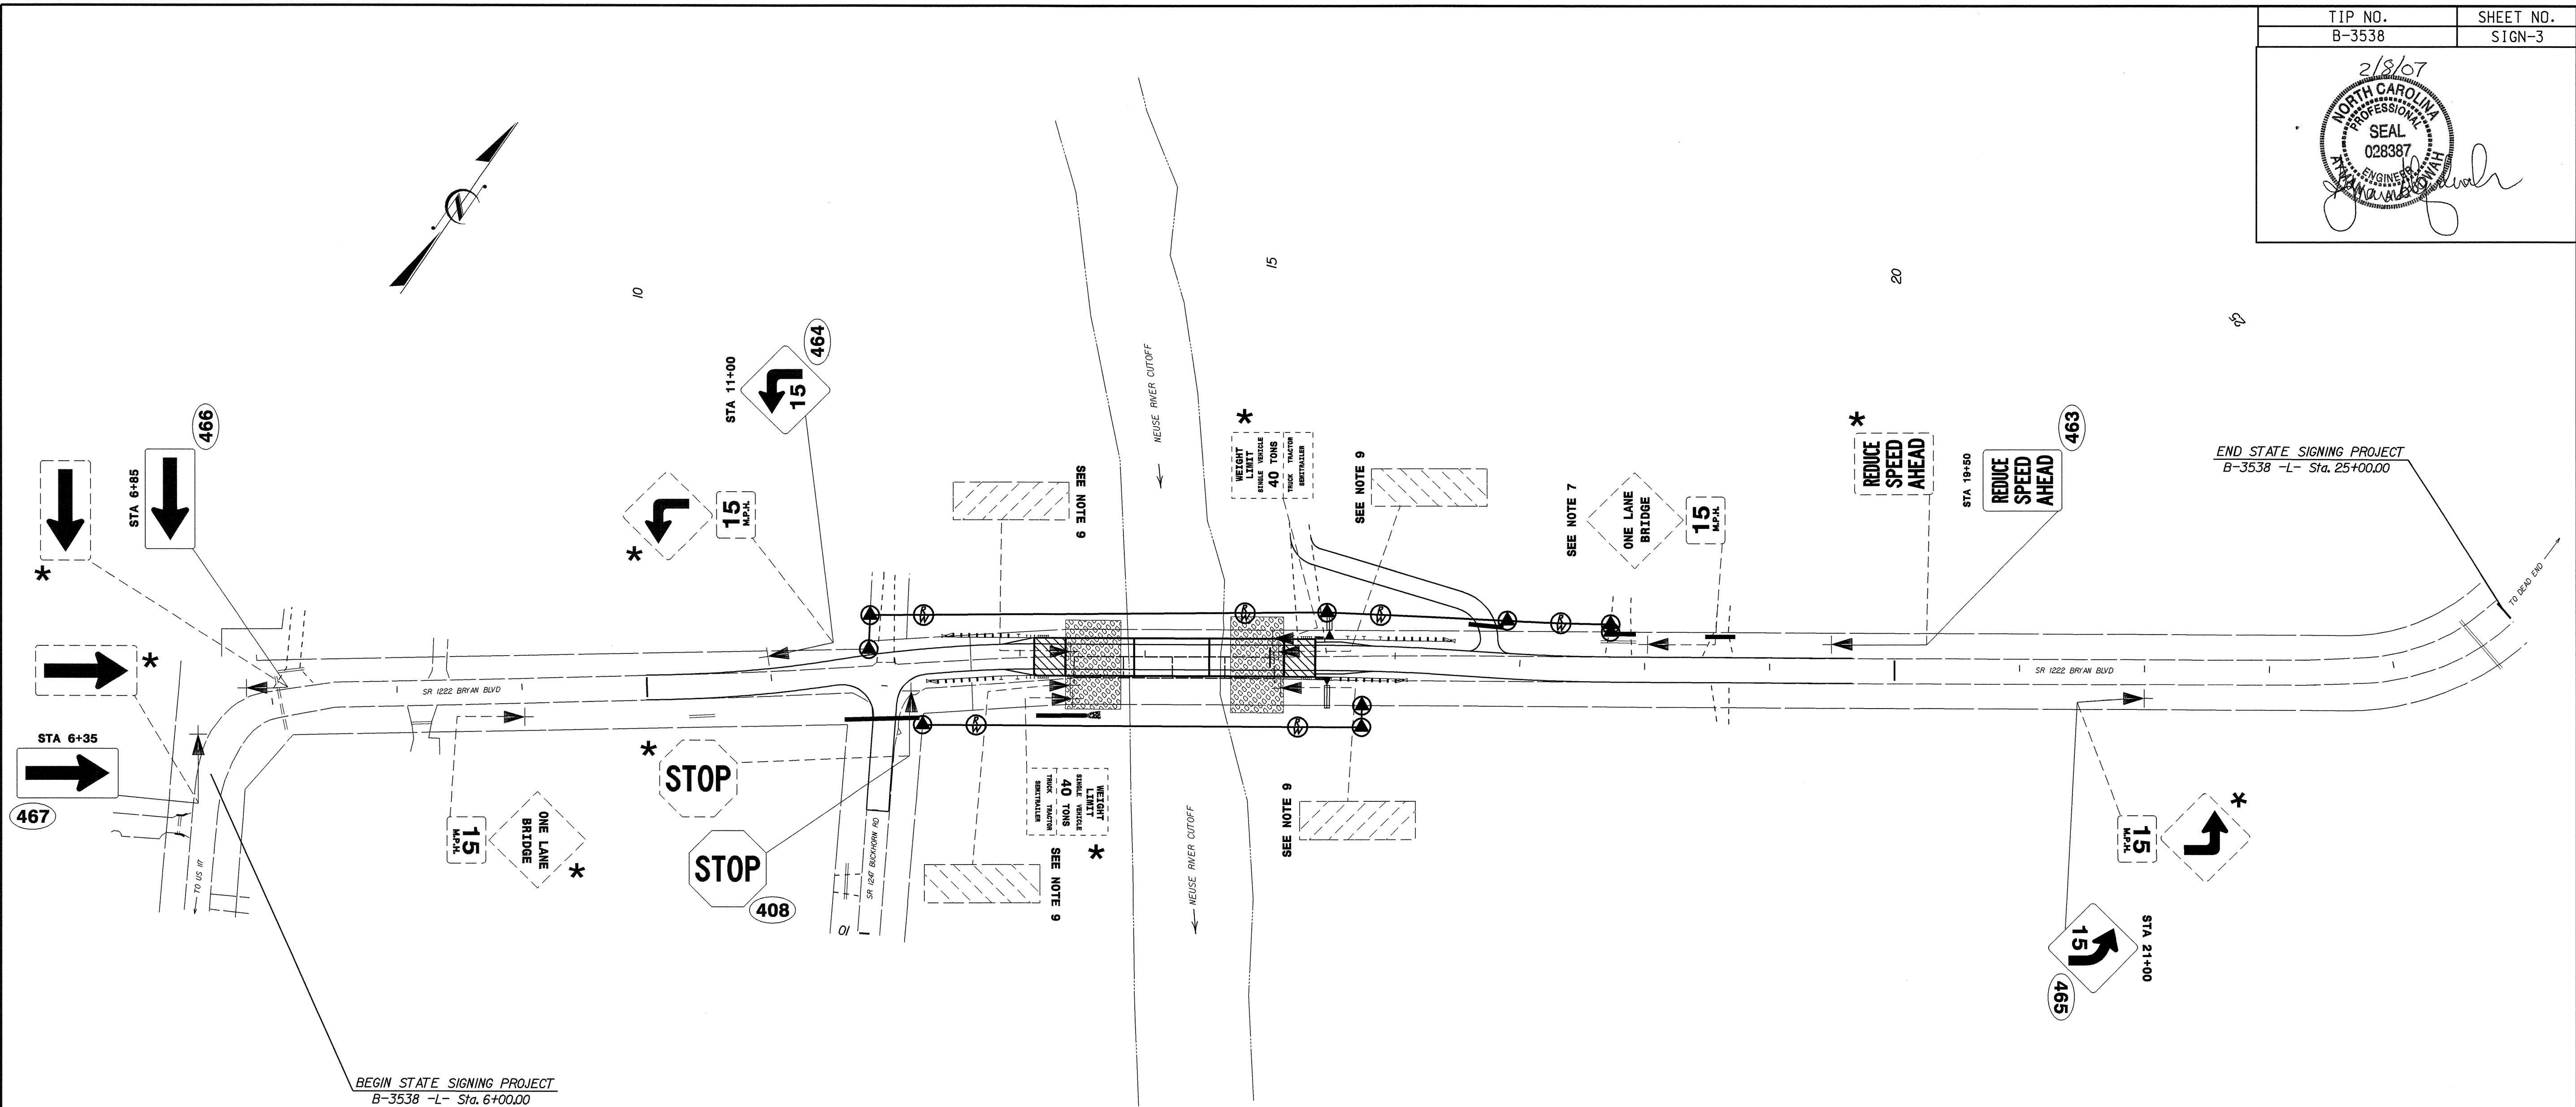 TIP NO.
SHEET NO.
B-3538
SIGN-3
2/8/07
NORTH CAROLINA
PROFESSIONAL
SEAL
028387
ENGINEER
10
15
20
25
464
STA 11+00
15
466
STA 6+85
15
M.P.H.
SEE NOTE 9
NEUSE RIVER CUTOFF
WEIGHT
LIMIT
SINGLE VEHICLE
40 TONS
TRUCK TRACTOR
SEMITRAILER
SEE NOTE 9
SEE NOTE 7
ONE LANE
BRIDGE
15
M.P.H.
REDUCE
SPEED
AHEAD
463
STA 19+50
REDUCE
SPEED
AHEAD
END STATE SIGNING PROJECT
B-3538 -L- Sta. 25+00.00
TO DEAD END
SR 1222 BRYAN BLVD
SR 1222 BRYAN BLVD
STA 6+35
467
TO US 117
15
M.P.H.
ONE LANE
BRIDGE
STOP
STOP
408
SR 1247 BUCKHORN RD
10
WEIGHT
LIMIT
SINGLE VEHICLE
40 TONS
TRUCK TRACTOR
SEMITRAILER
SEE NOTE 9
NEUSE RIVER CUTOFF
SEE NOTE 9
15
M.P.H.
15
STA 21+00
465
BEGIN STATE SIGNING PROJECT
B-3538 -L- Sta. 6+00.00